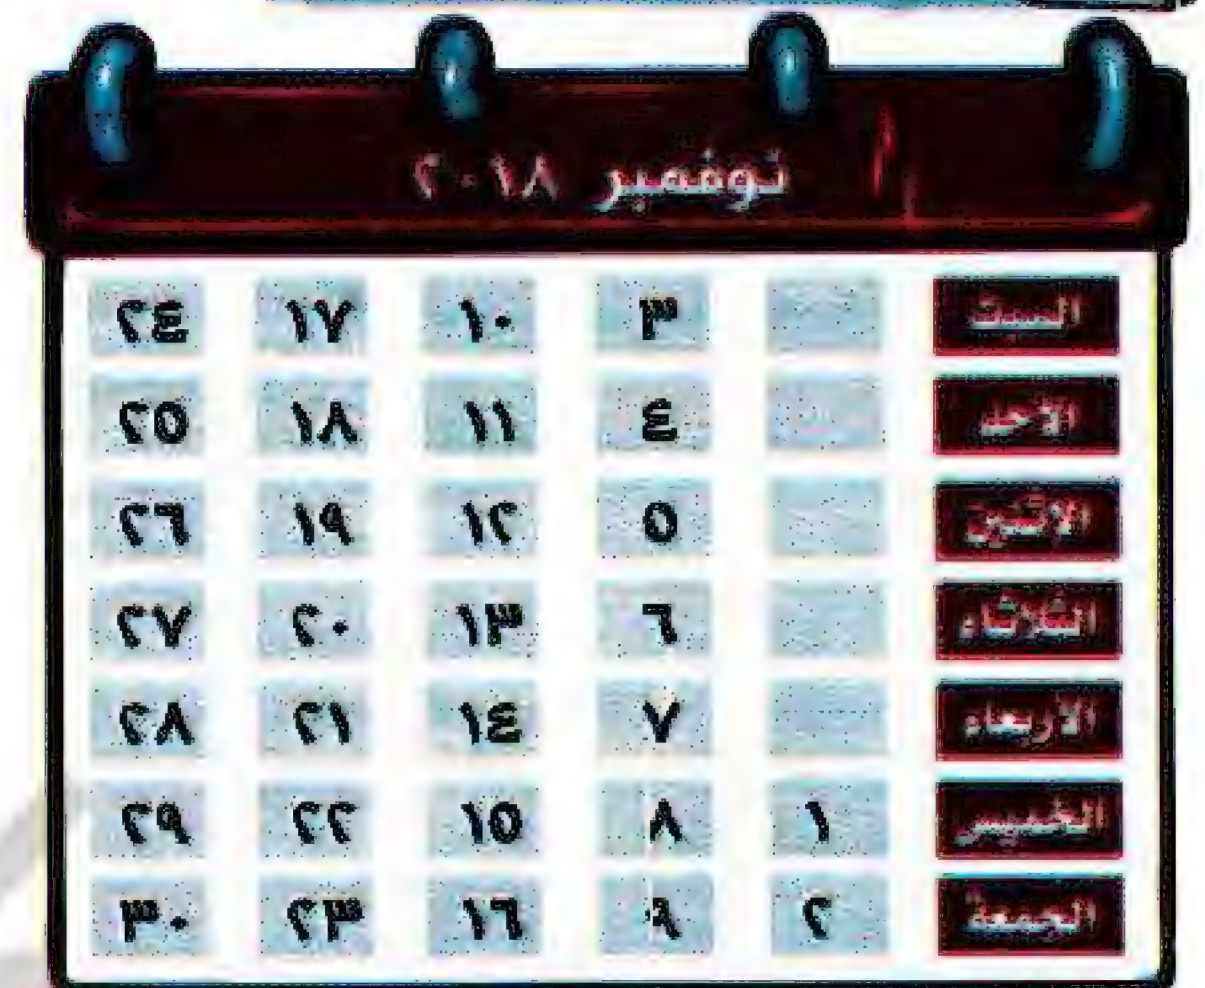 نوفمبر ٢٠١٨
السبت ٣ ١٠ ١٧ ٢٤
الأحد ٤ ١١ ١٨ ٢٥
الإثنين ٥ ١٢ ١٩ ٢٦
الثلاثاء ٦ ١٣ ٢٠ ٢٧
الأربعاء ٧ ١٤ ٢١ ٢٨
الخميس ١ ٨ ١٥ ٢٢ ٢٩
الجمعة ٢ ٩ ١٦ ٢٣ ٣٠